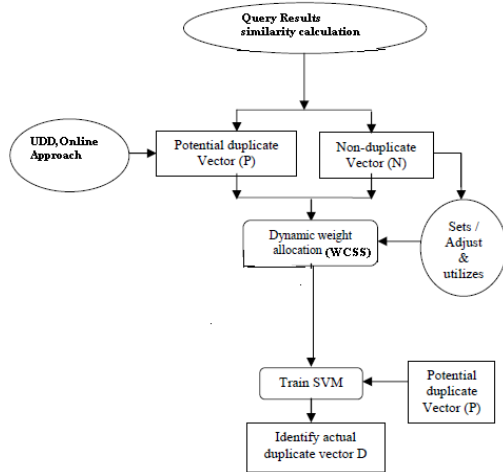 Query Results
similarity calculation
UDD,Online
Approach
Potential duplicate
Vector (P)
Non-duplicate
Vector (N)
Dynamic weight
allocation (WCSS)
Sets /
Adjust
&
utilizes
Train SVM
Potential
duplicate
Vector (P)
Identify actual
duplicate vector D